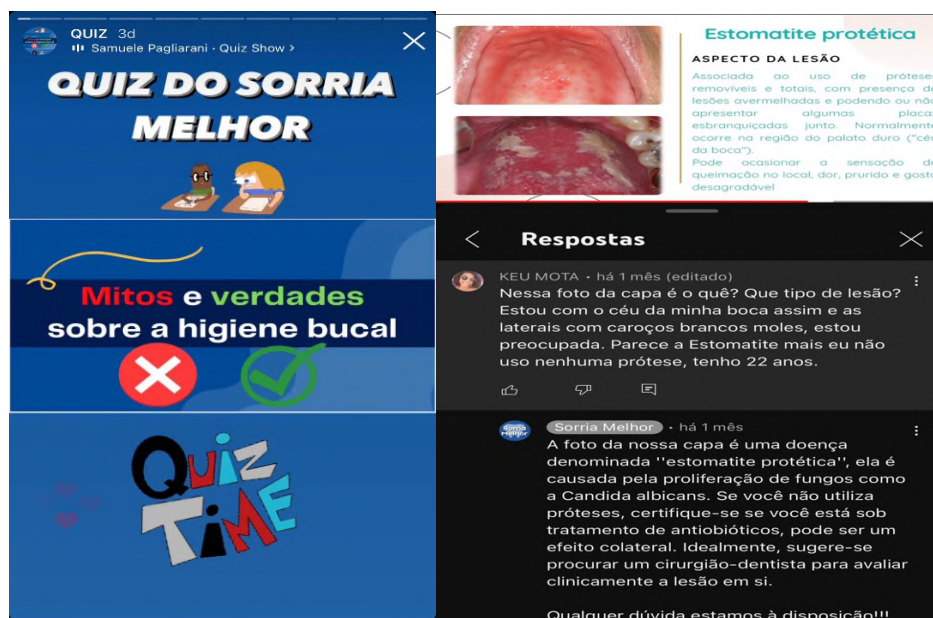 QUIZ 3d
Samuele Pagliarani · Quiz Show >
QUIZ DO SORRIA
MELHOR
Mitos e verdades
sobre a higiene bucal
QUIZ
TIME
Estomatite protética
ASPECTO DA LESÃO
Associada ao uso de prótese
removíveis e totais, com presença de
lesões avermelhadas e podendo ou não
apresentar algumas placa
esbranquiçadas junto. Normalmente
ocorre na região do palato duro ("céu
da boca").
Pode ocasionar a sensação de
queimação no local, dor, prurido e gosto
desagradável
Respostas
KEU MOTA • há 1 mês (editado)
Nessa foto da capa é o quê? Que tipo de lesão?
Estou com o céu da minha boca assim e as
laterais com caroços brancos moles, estou
preocupada. Parece a Estomatite mais eu não
uso nenhuma prótese, tenho 22 anos.
Sorria Melhor
Sorria Melhor • há 1 mês
A foto da nossa capa é uma doença
denominada ''estomatite protética'', ela é
causada pela proliferação de fungos como
a Candida albicans. Se você não utiliza
próteses, certifique-se se você está sob
tratamento de antiobióticos, pode ser um
efeito colateral. Idealmente, sugere-se
procurar um cirurgião-dentista para avaliar
clinicamente a lesão em si.
Qualquer dúvida estamos à disposição!!!